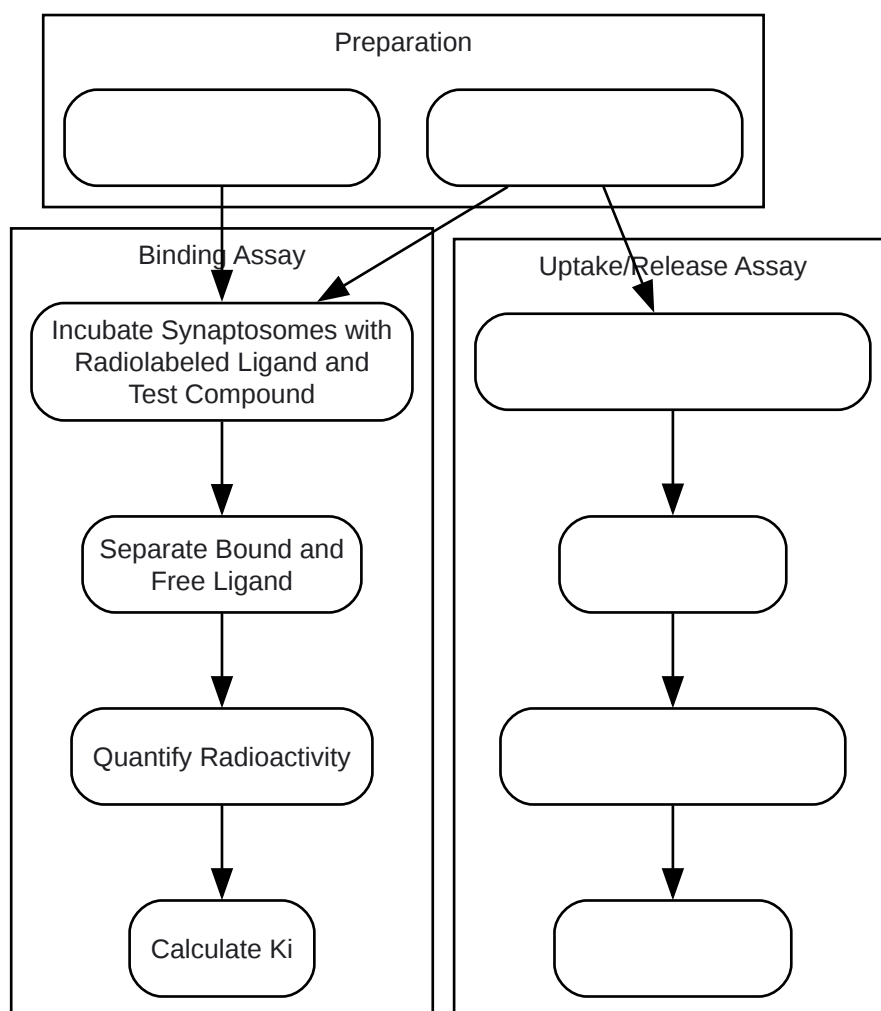 Preparation
Binding Assay
Uptake/Release Assay
Incubate Synaptosomes with
Radiolabeled Ligand and
Test Compound
Separate Bound and
Free Ligand
Quantify Radioactivity
Calculate Ki